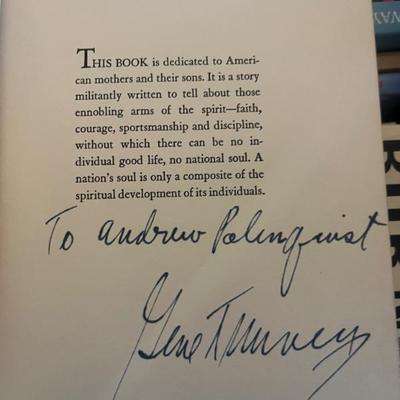 THIS BOOK is dedicated to Ameri-
can mothers and their sons. It is a story
militantly written to tell about those
ennobling arms of the spirit—faith,
courage, sportsmanship and discipline,
without which there can be no in-
dividual good life, no national soul. A
nation's soul is only a composite of the
spiritual development of its individuals.
To Andrew Palmquist
Gene Tunney